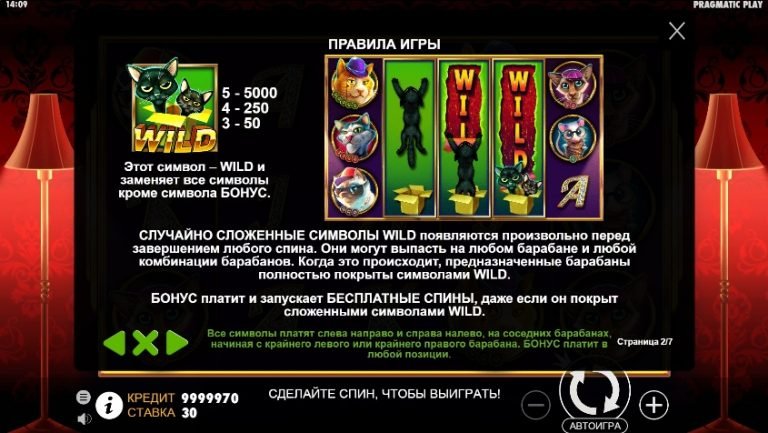 14:09
PRAGMATIC PLAY
ПРАВИЛА ИГРЫ
WILD
5 - 5000
4 - 250
3 - 50
Этот символ – WILD и
заменяет все символы
кроме символа БОНУС.
WILD
WILD
A
СЛУЧАЙНО СЛОЖЕННЫЕ СИМВОЛЫ WILD появляются произвольно перед
завершением любого спина. Они могут выпасть на любом барабане и любой
комбинации барабанов. Когда это происходит, предназначенные барабаны
полностью покрыты символами WILD.
БОНУС платит и запускает БЕСПЛАТНЫЕ СПИНЫ, даже если он покрыт
сложенными символами WILD.
Все символы платят слева направо и справа налево, на соседних барабанах,
начиная с крайнего левого или крайнего правого барабана. БОНУС платит в
любой позиции.
Страница 2/7
КРЕДИТ 9999970
СТАВКА 30
СДЕЛАЙТЕ СПИН, ЧТОБЫ ВЫИГРАТЬ!
АВТОИГРА